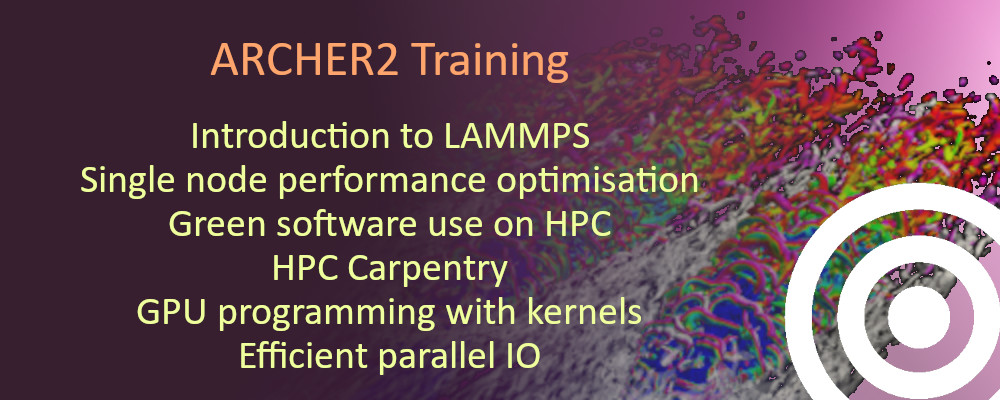 ARCHER2 Training
Introduction to LAMMPS
Single node performance optimisation
Green software use on HPC
HPC Carpentry
GPU programming with kernels
Efficient parallel IO